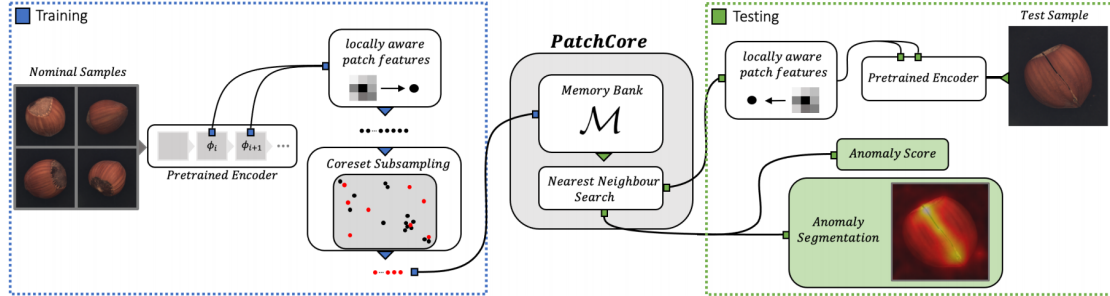 Training
Nominal Samples
ϕi
ϕi+1
Pretrained Encoder
locally aware
patch features
Coreset Subsampling
PatchCore
Memory Bank
ℳ
Nearest Neighbour
Search
Testing
locally aware
patch features
Pretrained Encoder
Test Sample
Anomaly Score
Anomaly
Segmentation